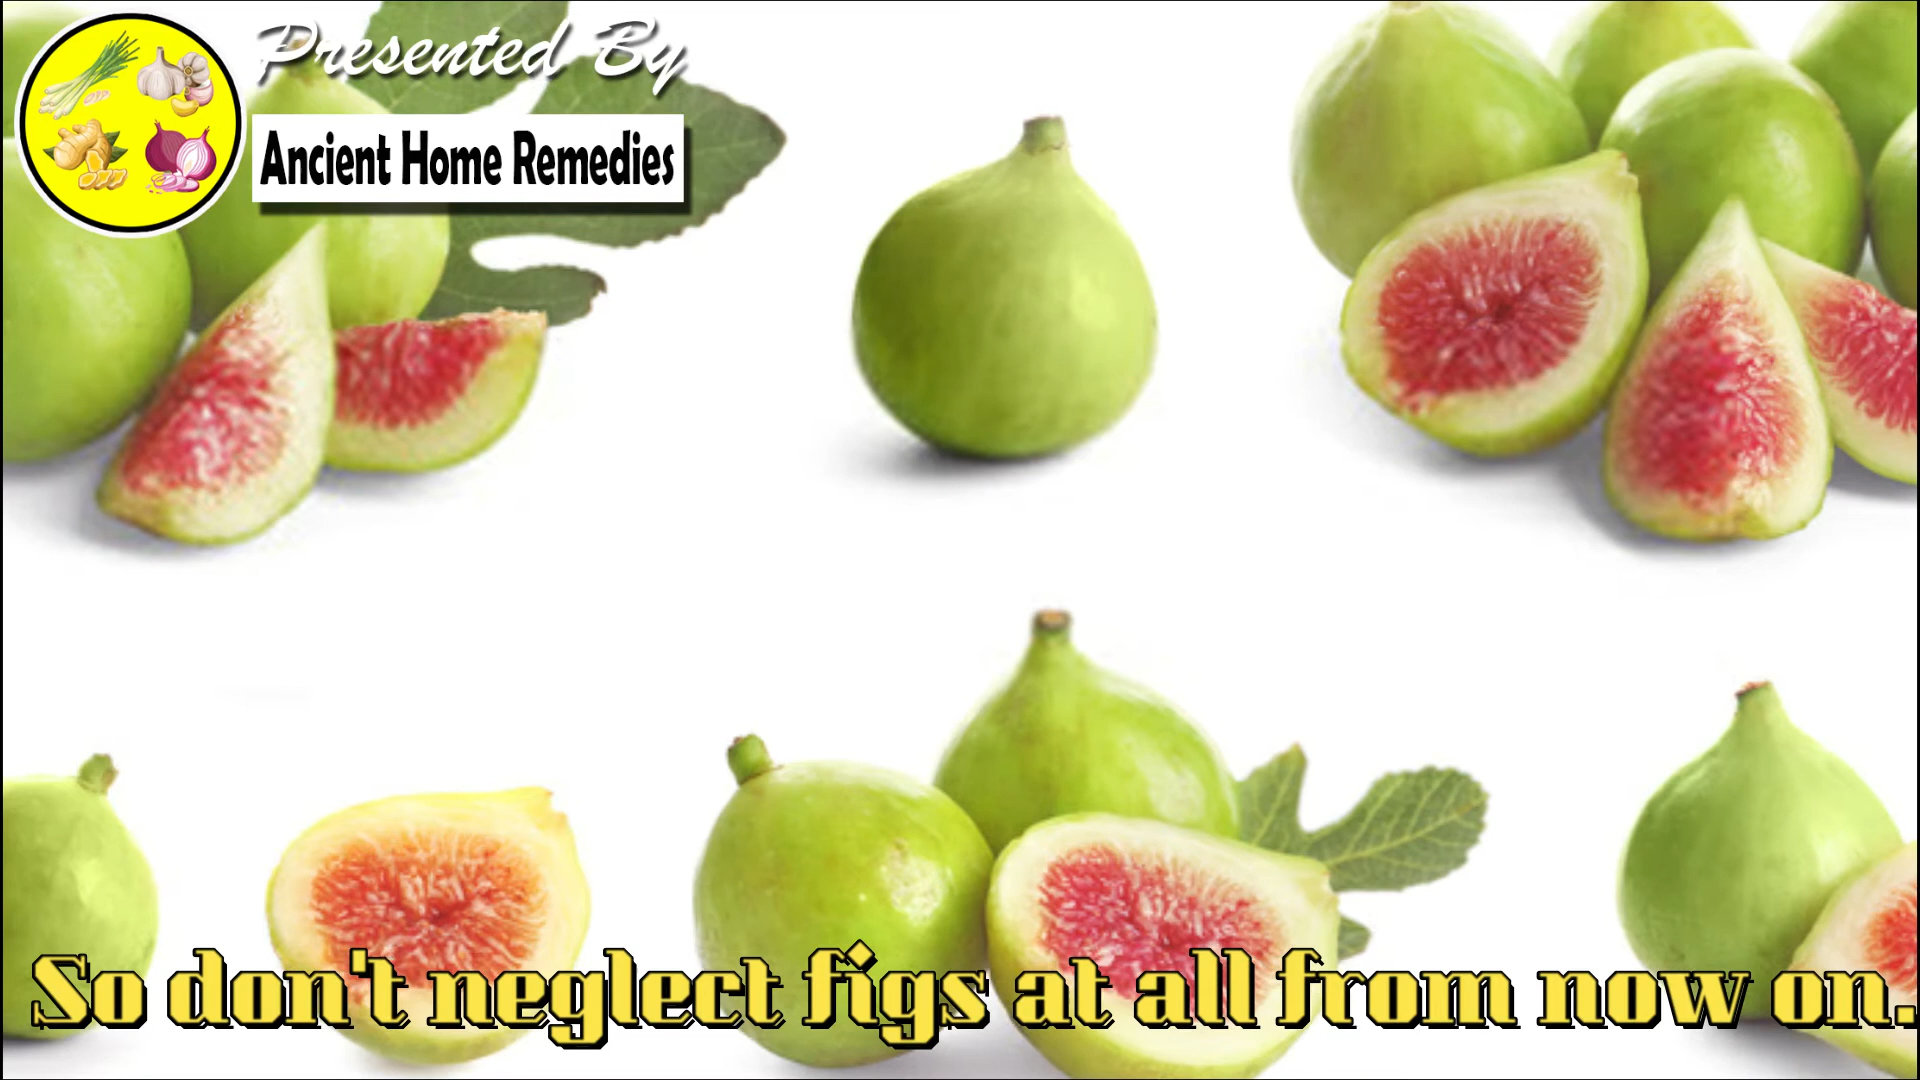 Presented By
Ancient Home Remedies
So don't neglect figs at all from now on.